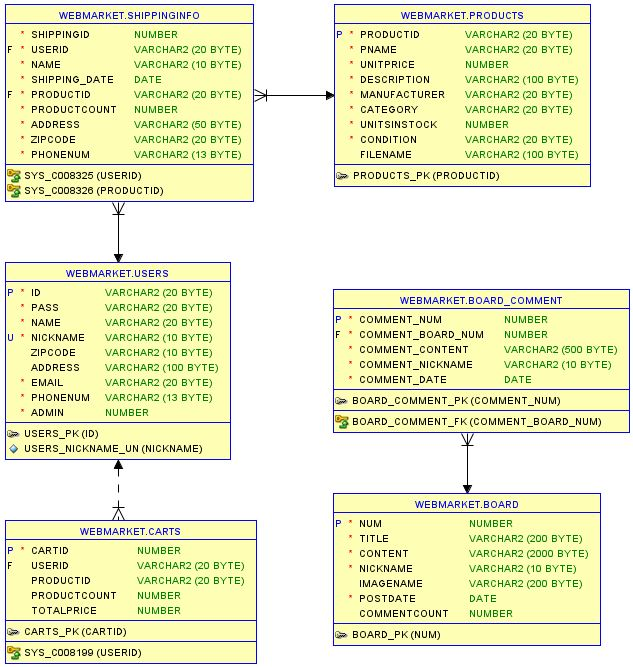 WEBMARKET.SHIPPINGINFO
* SHIPPINGID NUMBER
F * USERID VARCHAR2 (20 BYTE)
* NAME VARCHAR2 (10 BYTE)
* SHIPPING_DATE DATE
F * PRODUCTID VARCHAR2 (20 BYTE)
* PRODUCTCOUNT NUMBER
* ADDRESS VARCHAR2 (50 BYTE)
* ZIPCODE VARCHAR2 (20 BYTE)
* PHONENUM VARCHAR2 (13 BYTE)
SYS_C008325 (USERID)
SYS_C008326 (PRODUCTID)
WEBMARKET.PRODUCTS
P * PRODUCTID VARCHAR2 (20 BYTE)
* PNAME VARCHAR2 (20 BYTE)
* UNITPRICE NUMBER
* DESCRIPTION VARCHAR2 (100 BYTE)
* MANUFACTURER VARCHAR2 (20 BYTE)
* CATEGORY VARCHAR2 (20 BYTE)
* UNITSINSTOCK NUMBER
* CONDITION VARCHAR2 (20 BYTE)
FILENAME VARCHAR2 (100 BYTE)
PRODUCTS_PK (PRODUCTID)
WEBMARKET.USERS
P * ID VARCHAR2 (20 BYTE)
* PASS VARCHAR2 (20 BYTE)
* NAME VARCHAR2 (20 BYTE)
U * NICKNAME VARCHAR2 (10 BYTE)
ZIPCODE VARCHAR2 (10 BYTE)
ADDRESS VARCHAR2 (100 BYTE)
* EMAIL VARCHAR2 (20 BYTE)
* PHONENUM VARCHAR2 (13 BYTE)
* ADMIN NUMBER
USERS_PK (ID)
USERS_NICKNAME_UN (NICKNAME)
WEBMARKET.BOARD_COMMENT
P * COMMENT_NUM NUMBER
F * COMMENT_BOARD_NUM NUMBER
* COMMENT_CONTENT VARCHAR2 (500 BYTE)
* COMMENT_NICKNAME VARCHAR2 (10 BYTE)
* COMMENT_DATE DATE
BOARD_COMMENT_PK (COMMENT_NUM)
BOARD_COMMENT_FK (COMMENT_BOARD_NUM)
WEBMARKET.CARTS
P * CARTID NUMBER
F USERID VARCHAR2 (20 BYTE)
PRODUCTID VARCHAR2 (20 BYTE)
PRODUCTCOUNT NUMBER
TOTALPRICE NUMBER
CARTS_PK (CARTID)
SYS_C008199 (USERID)
WEBMARKET.BOARD
P * NUM NUMBER
* TITLE VARCHAR2 (200 BYTE)
* CONTENT VARCHAR2 (2000 BYTE)
* NICKNAME VARCHAR2 (10 BYTE)
IMAGENAME VARCHAR2 (200 BYTE)
* POSTDATE DATE
COMMENTCOUNT NUMBER
BOARD_PK (NUM)